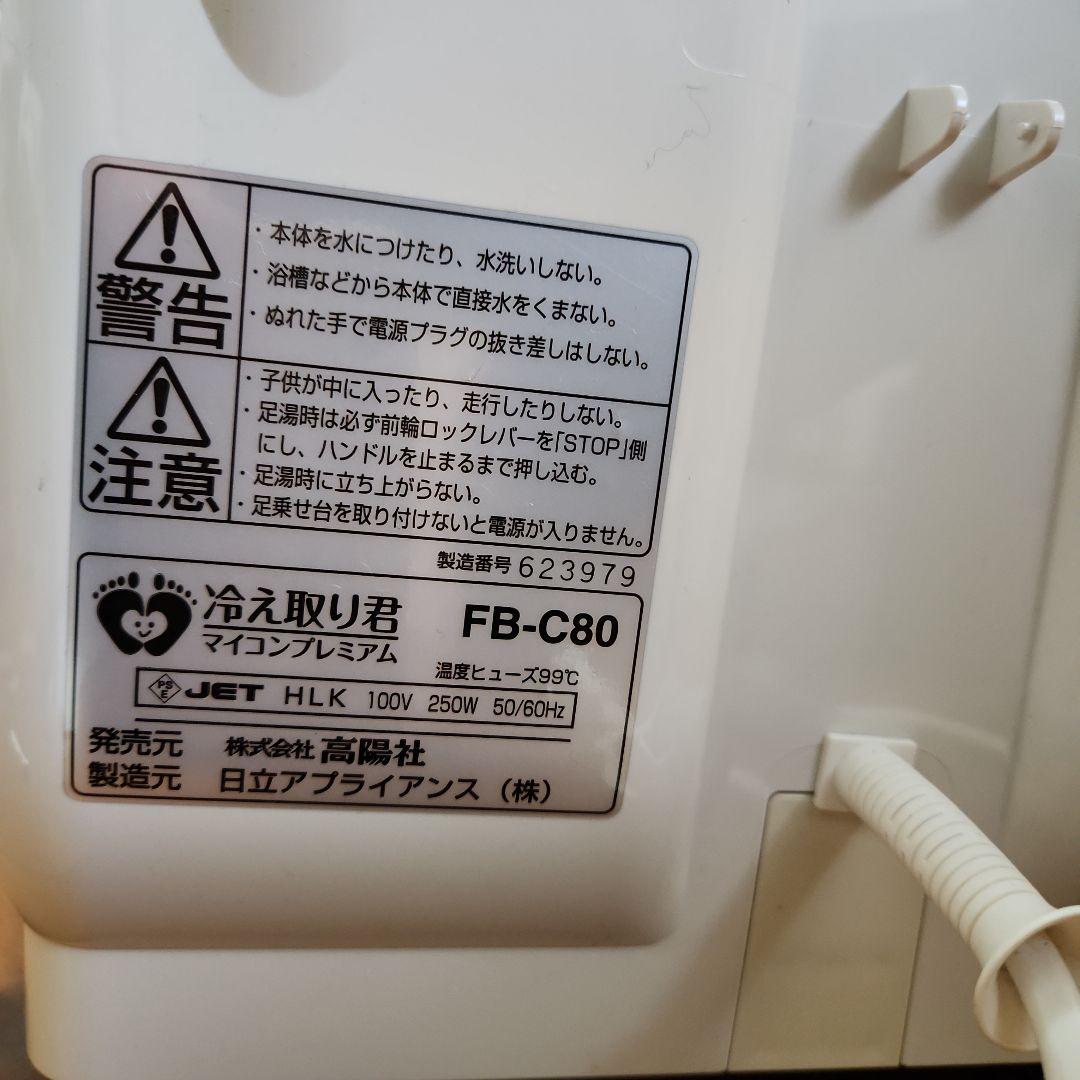 警告
・本体を水につけたり、水洗いしない。
・浴槽などから本体で直接水をくまない。
・ぬれた手で電源プラグの抜き差しはしない。
注意
・子供が中に入ったり、走行したりしない。
・足湯時は必ず前輪ロックレバーを「STOP」側
にし、ハンドルを止まるまで押し込む。
・足湯時に立ち上がらない。
・足乗せ台を取り付けないと電源が入りません。
製造番号 623979
冷え取り君 FB-C80
マイコンプレミアム
温度ヒューズ99℃
PSE JET HLK 100V 250W 50/60Hz
発売元 株式会社 高陽社
製造元 日立アプライアンス(株)